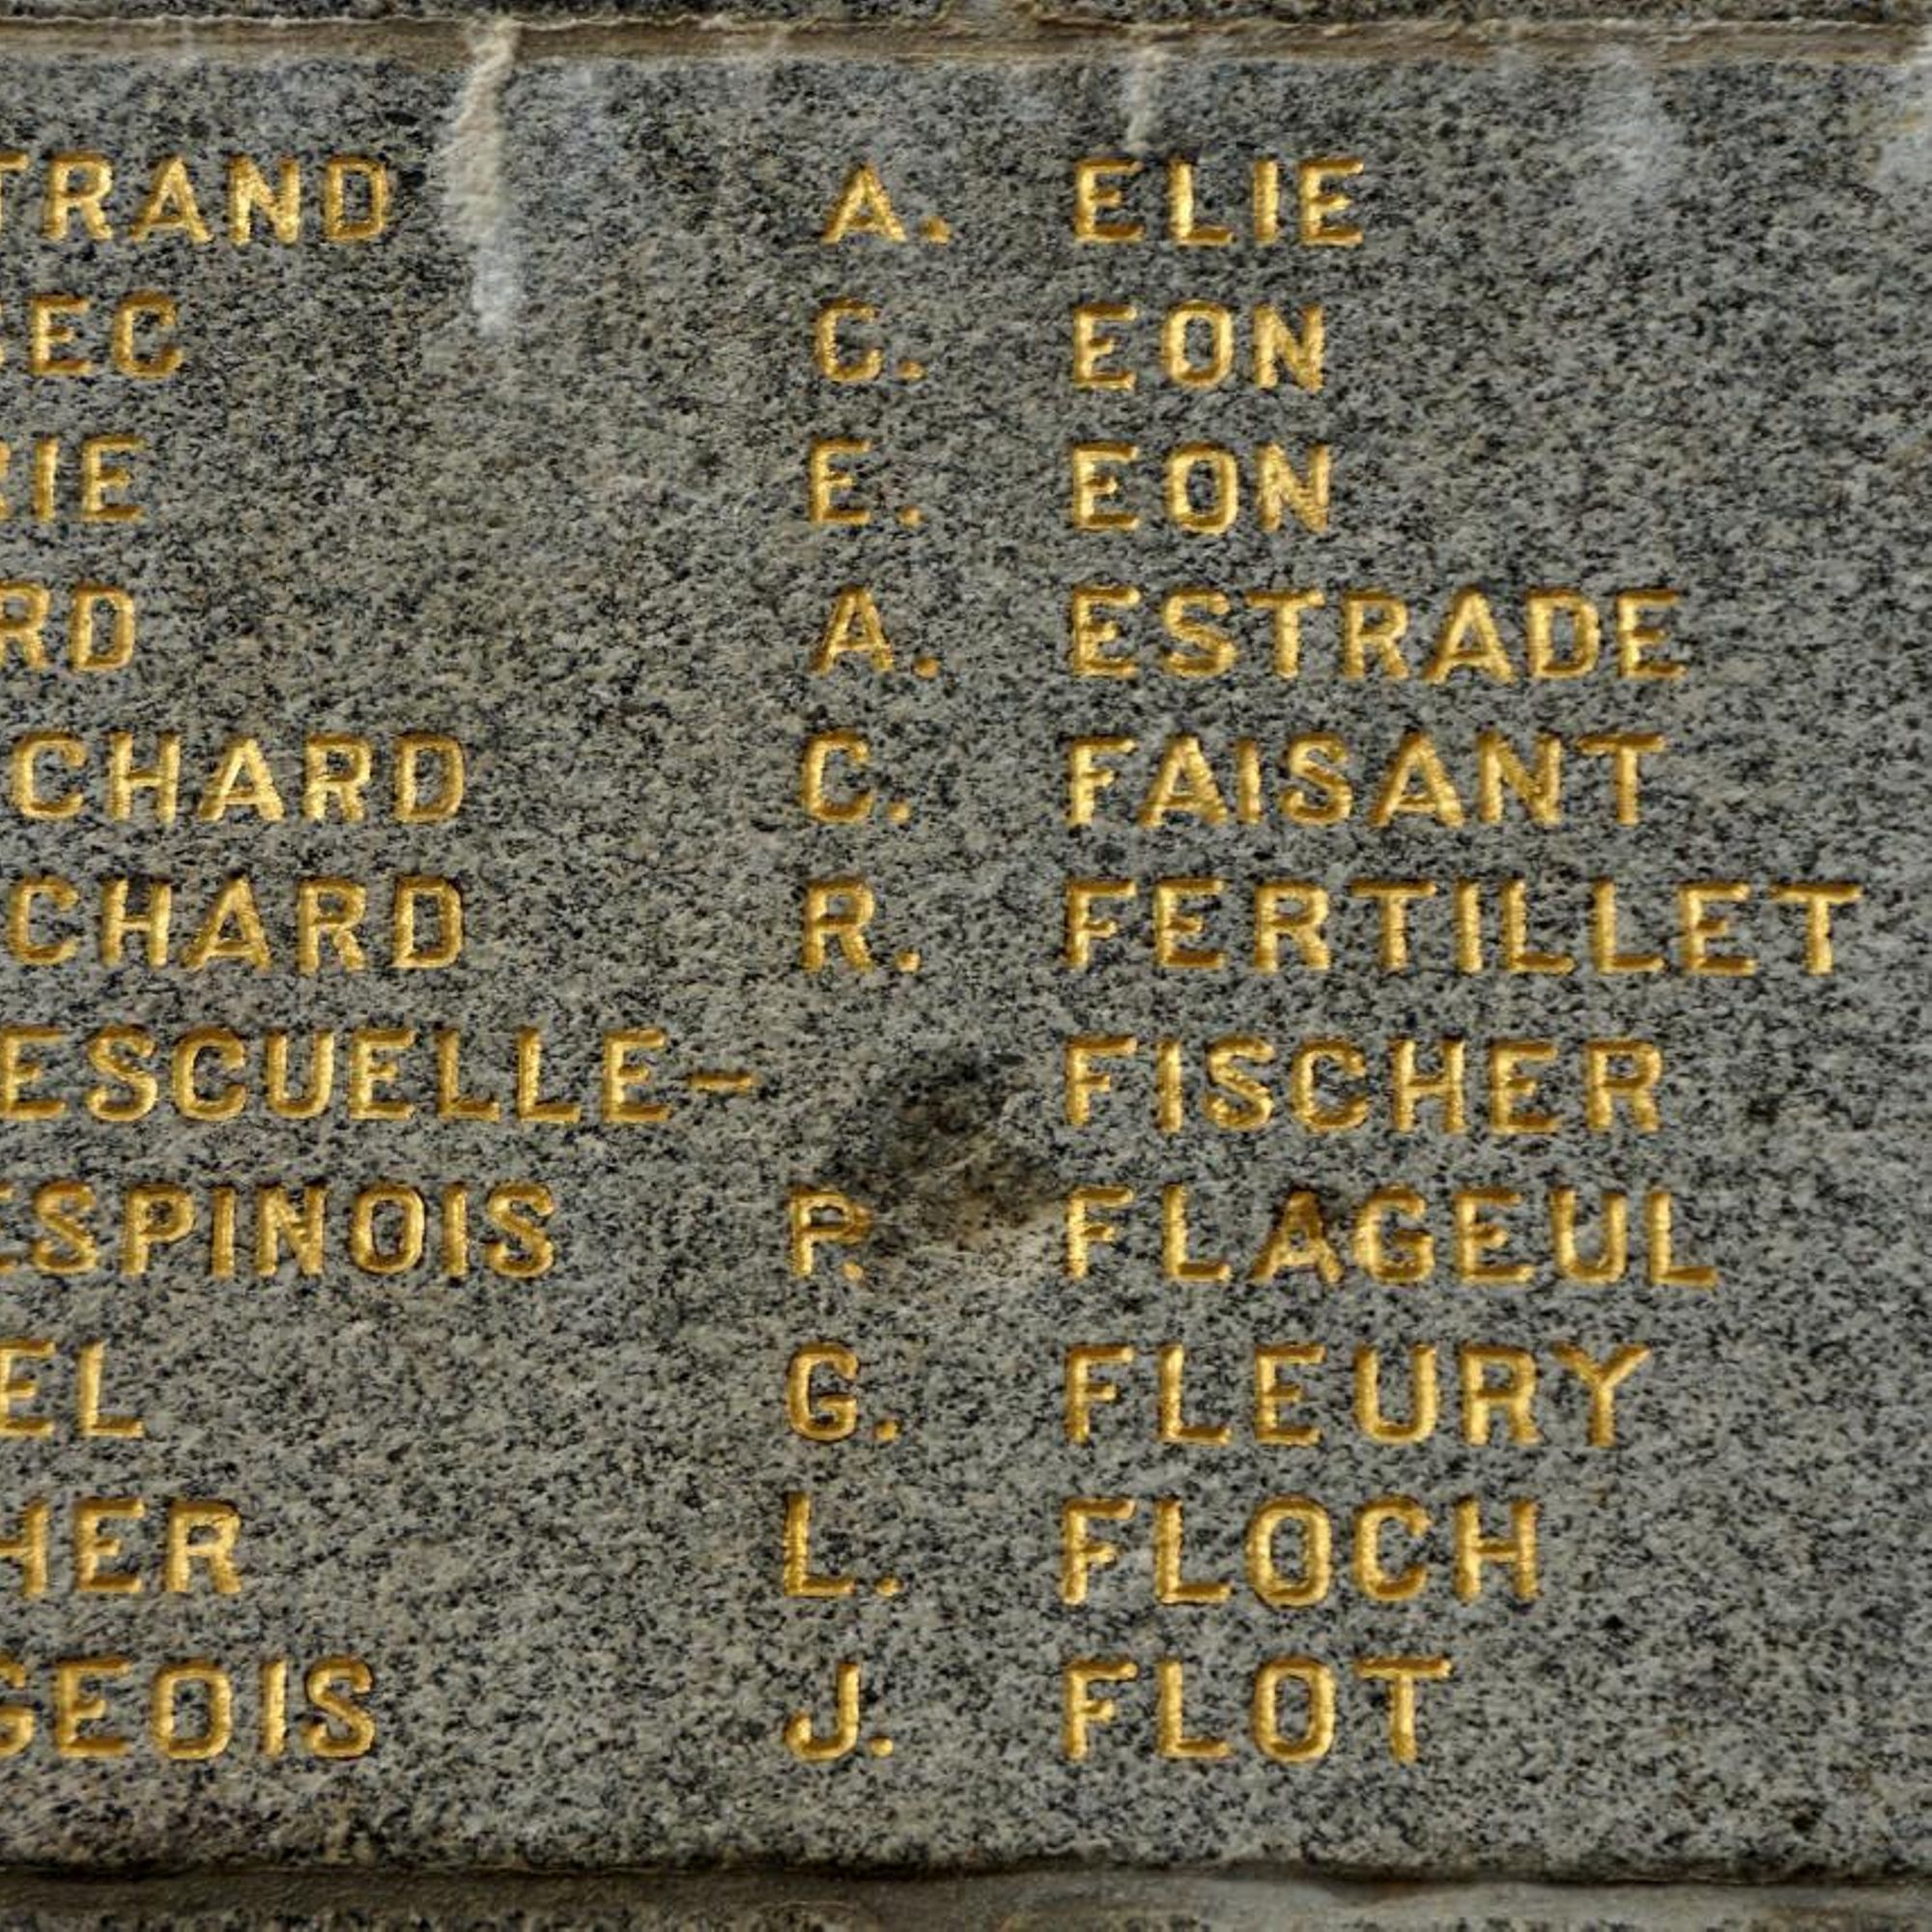 TRAND A. ELIE
SEC C. EON
RIE E. EON
RD A. ESTRADE
CHARD C. FAISANT
CHARD R. FERTILLET
ESCUELLE- FISCHER
ESPINOIS P. FLAGEUL
EL G. FLEURY
HER L. FLOCH
GEOIS J. FLOT